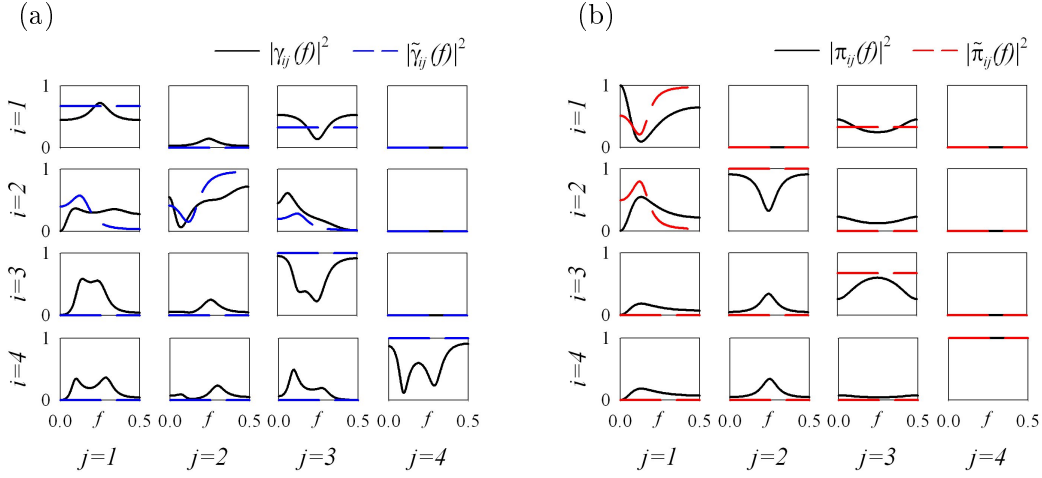 (a) (b)
|γij(f)|² |γ̃ij(f)|² |πij(f)|² |π̃ij(f)|²
1 1
i=1 i=1
0 0
1 1
i=2 i=2
0 0
1 1
i=3 i=3
0 0
1 1
i=4 i=4
0 0
0.0 f 0.5 0.0 f 0.5 0.0 f 0.5 0.0 f 0.5 0.0 f 0.5 0.0 f 0.5 0.0 f 0.5 0.0 f 0.5
j=1 j=2 j=3 j=4 j=1 j=2 j=3 j=4